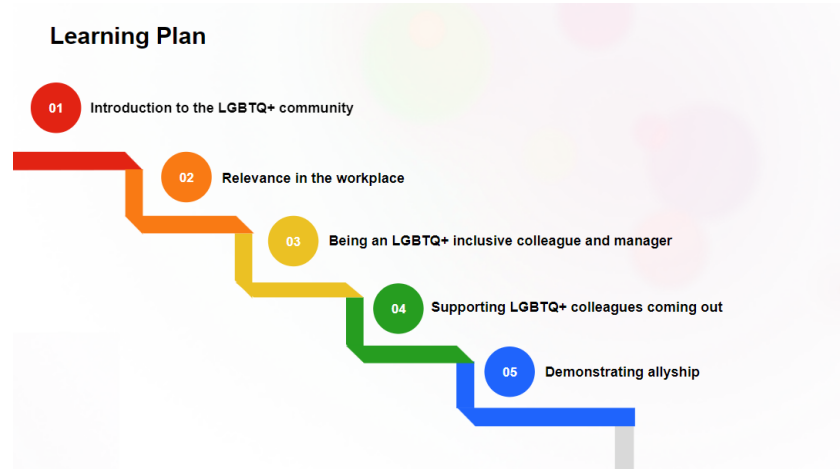 Learning Plan
01
Introduction to the LGBTQ+ community
02
Relevance in the workplace
03
Being an LGBTQ+ inclusive colleague and manager
04
Supporting LGBTQ+ colleagues coming out
05
Demonstrating allyship